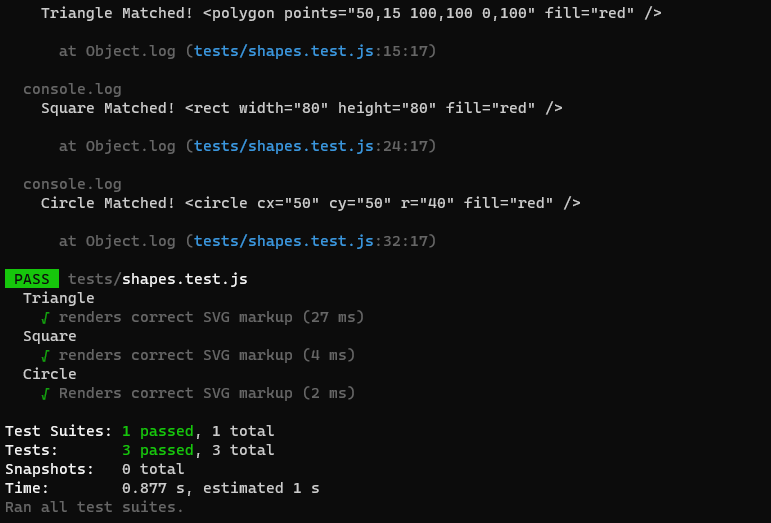 Triangle Matched! <polygon points="50,15 100,100 0,100" fill="red" />
at Object.log (tests/shapes.test.js:15:17)
console.log
Square Matched! <rect width="80" height="80" fill="red" />
at Object.log (tests/shapes.test.js:24:17)
console.log
Circle Matched! <circle cx="50" cy="50" r="40" fill="red" />
at Object.log (tests/shapes.test.js:32:17)
PASS tests/shapes.test.js
Triangle
√ renders correct SVG markup (27 ms)
Square
√ renders correct SVG markup (4 ms)
Circle
√ Renders correct SVG markup (2 ms)
Test Suites: 1 passed, 1 total
Tests: 3 passed, 3 total
Snapshots: 0 total
Time: 0.877 s, estimated 1 s
Ran all test suites.